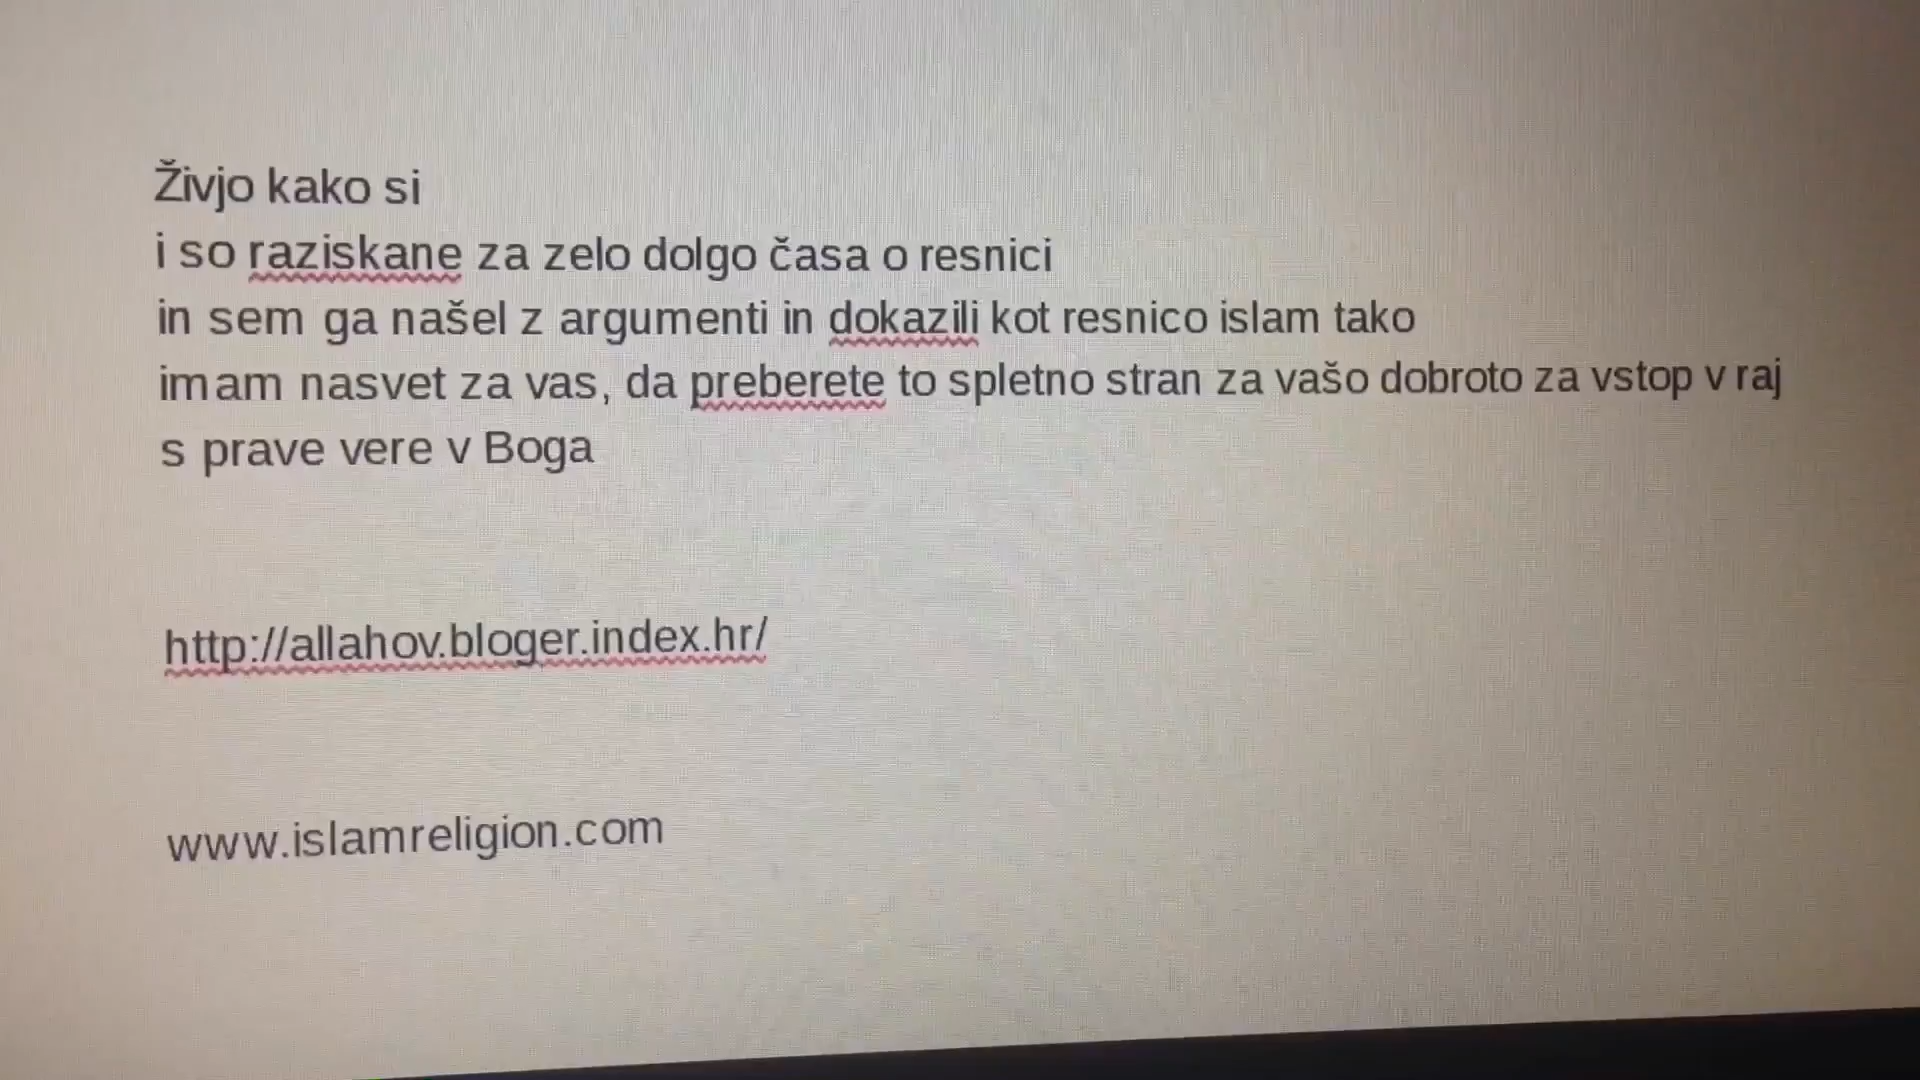 Živjo kako si
i so raziskane za zelo dolgo časa o resnici
in sem ga našel z argumenti in dokazili kot resnico islam tako
imam nasvet za vas, da preberete to spletno stran za vašo dobroto za vstop v raj
s prave vere v Boga
http://allahov.bloger.index.hr/
www.islamreligion.com